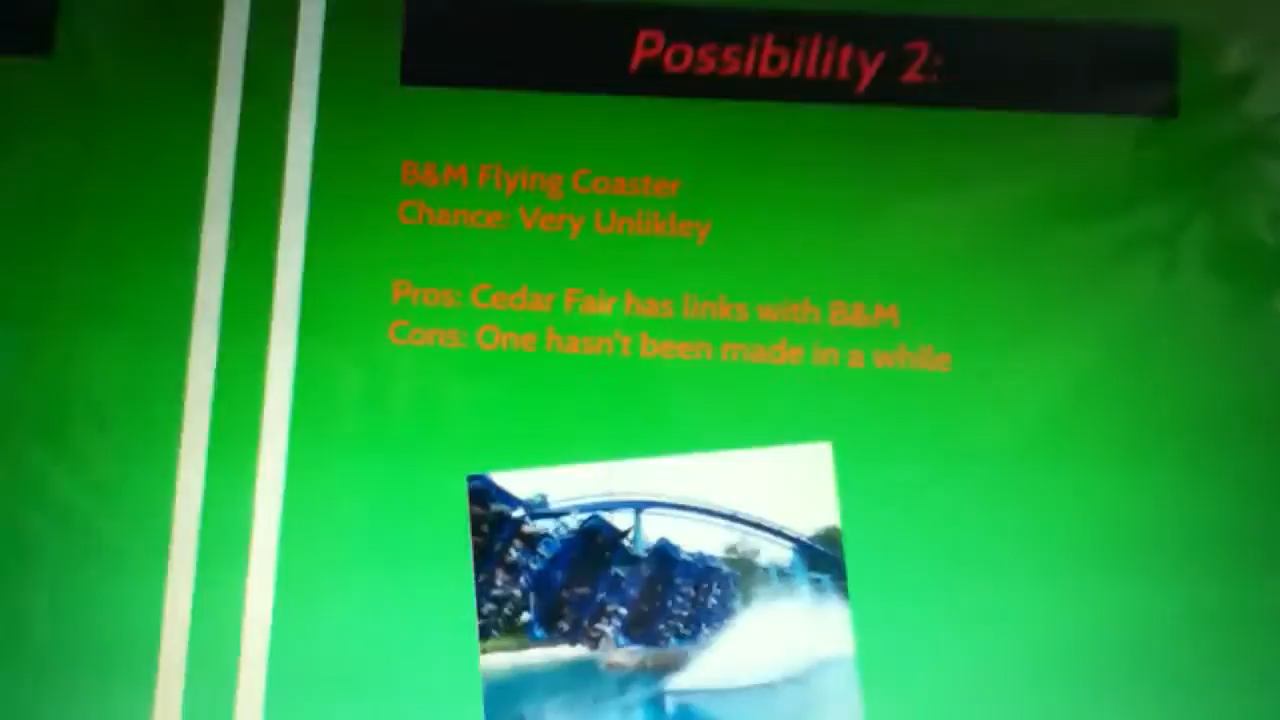 Possibility 2:
B&M Flying Coaster
Chance: Very Unlikley
Pros: Cedar Fair has links with B&M
Cons: One hasn't been made in a while